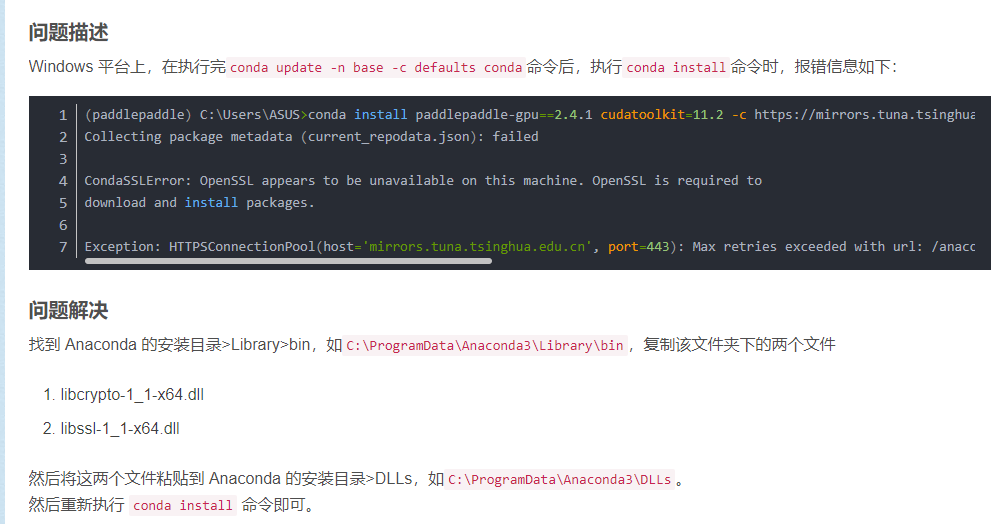 问题描述
Windows 平台上，在执行完 conda update -n base -c defaults conda 命令后，执行 conda install 命令时，报错信息如下：
1 (paddlepaddle) C:\Users\ASUS>conda install paddlepaddle-gpu==2.4.1 cudatoolkit=11.2 -c https://mirrors.tuna.tsinghua
2 Collecting package metadata (current_repodata.json): failed
3
4 CondaSSLError: OpenSSL appears to be unavailable on this machine. OpenSSL is required to
5 download and install packages.
6
7 Exception: HTTPSConnectionPool(host='mirrors.tuna.tsinghua.edu.cn', port=443): Max retries exceeded with url: /anaco
问题解决
找到 Anaconda 的安装目录>Library>bin，如 C:\ProgramData\Anaconda3\Library\bin，复制该文件夹下的两个文件
1. libcrypto-1_1-x64.dll
2. libssl-1_1-x64.dll
然后将这两个文件粘贴到 Anaconda 的安装目录>DLLs，如 C:\ProgramData\Anaconda3\DLLs。
然后重新执行 conda install 命令即可。